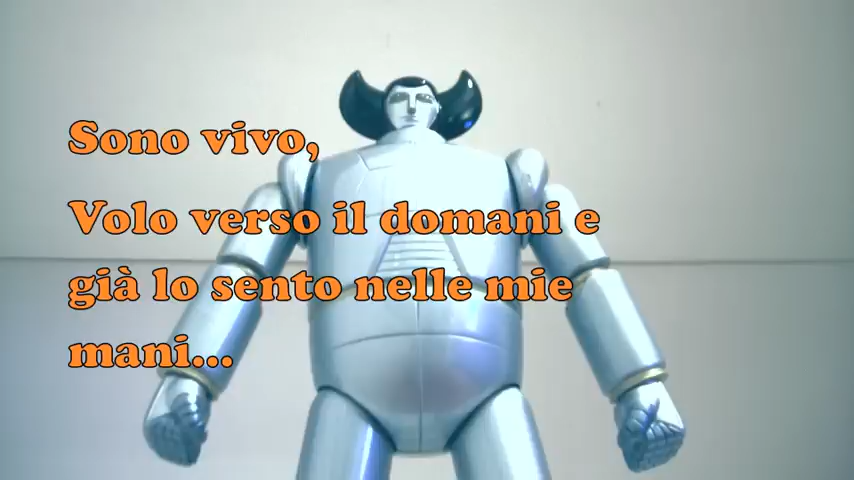 Sono vivo,
Volo verso il domani e
già lo sento nelle mie
mani...